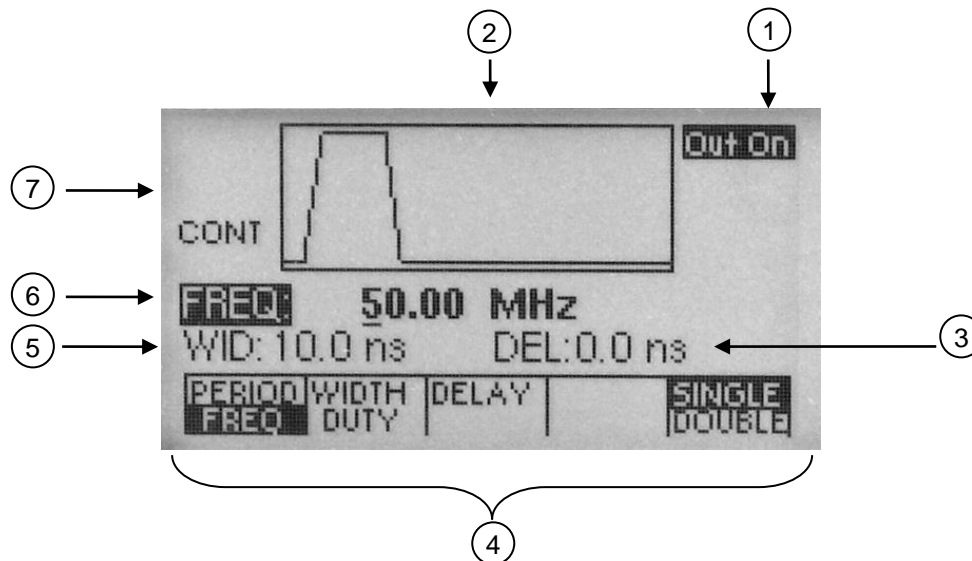 2
1
Out On
7
CONT
6
FREQ: 50.00 MHz
5
WID: 10.0 ns DEL:0.0 ns
3
PERIOD WIDTH DELAY SINGLE
FREQ DUTY DOUBLE
4